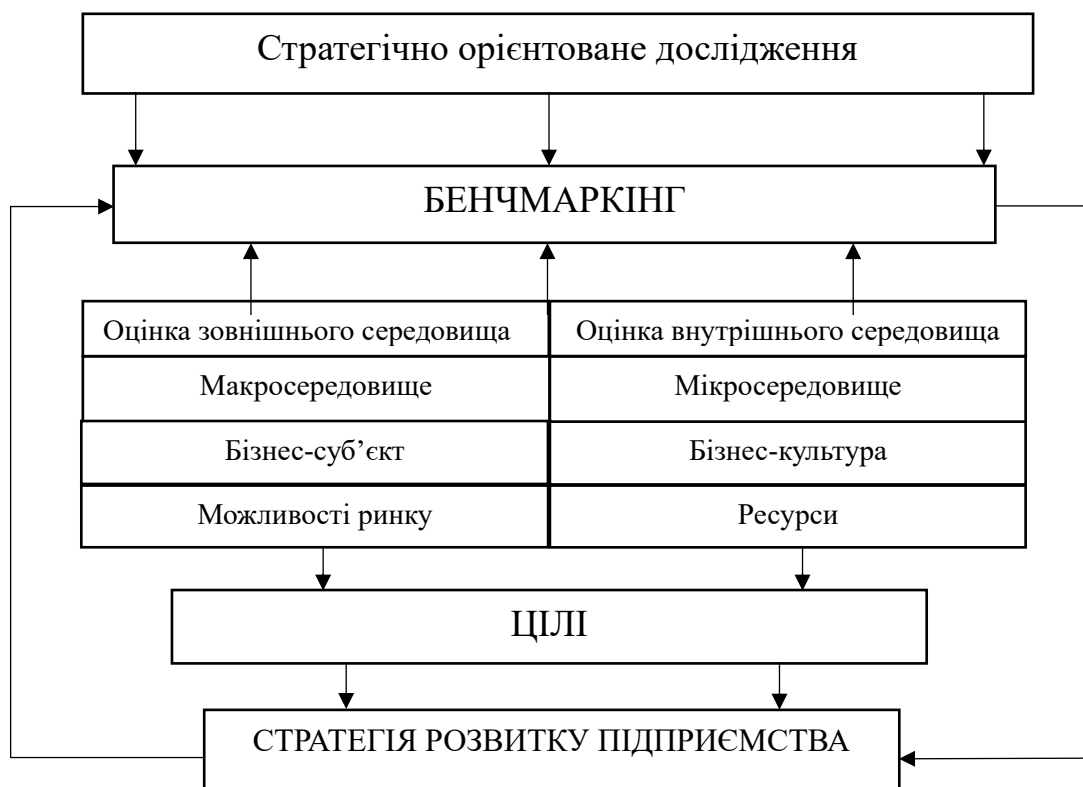 Стратегічно орієнтоване дослідження
БЕНЧМАРКІНГ
Оцінка зовнішнього середовища
Оцінка внутрішнього середовища
Макросередовище
Мікросередовище
Бізнес-суб’єкт
Бізнес-культура
Можливості ринку
Ресурси
ЦІЛІ
СТРАТЕГІЯ РОЗВИТКУ ПІДПРИЄМСТВА